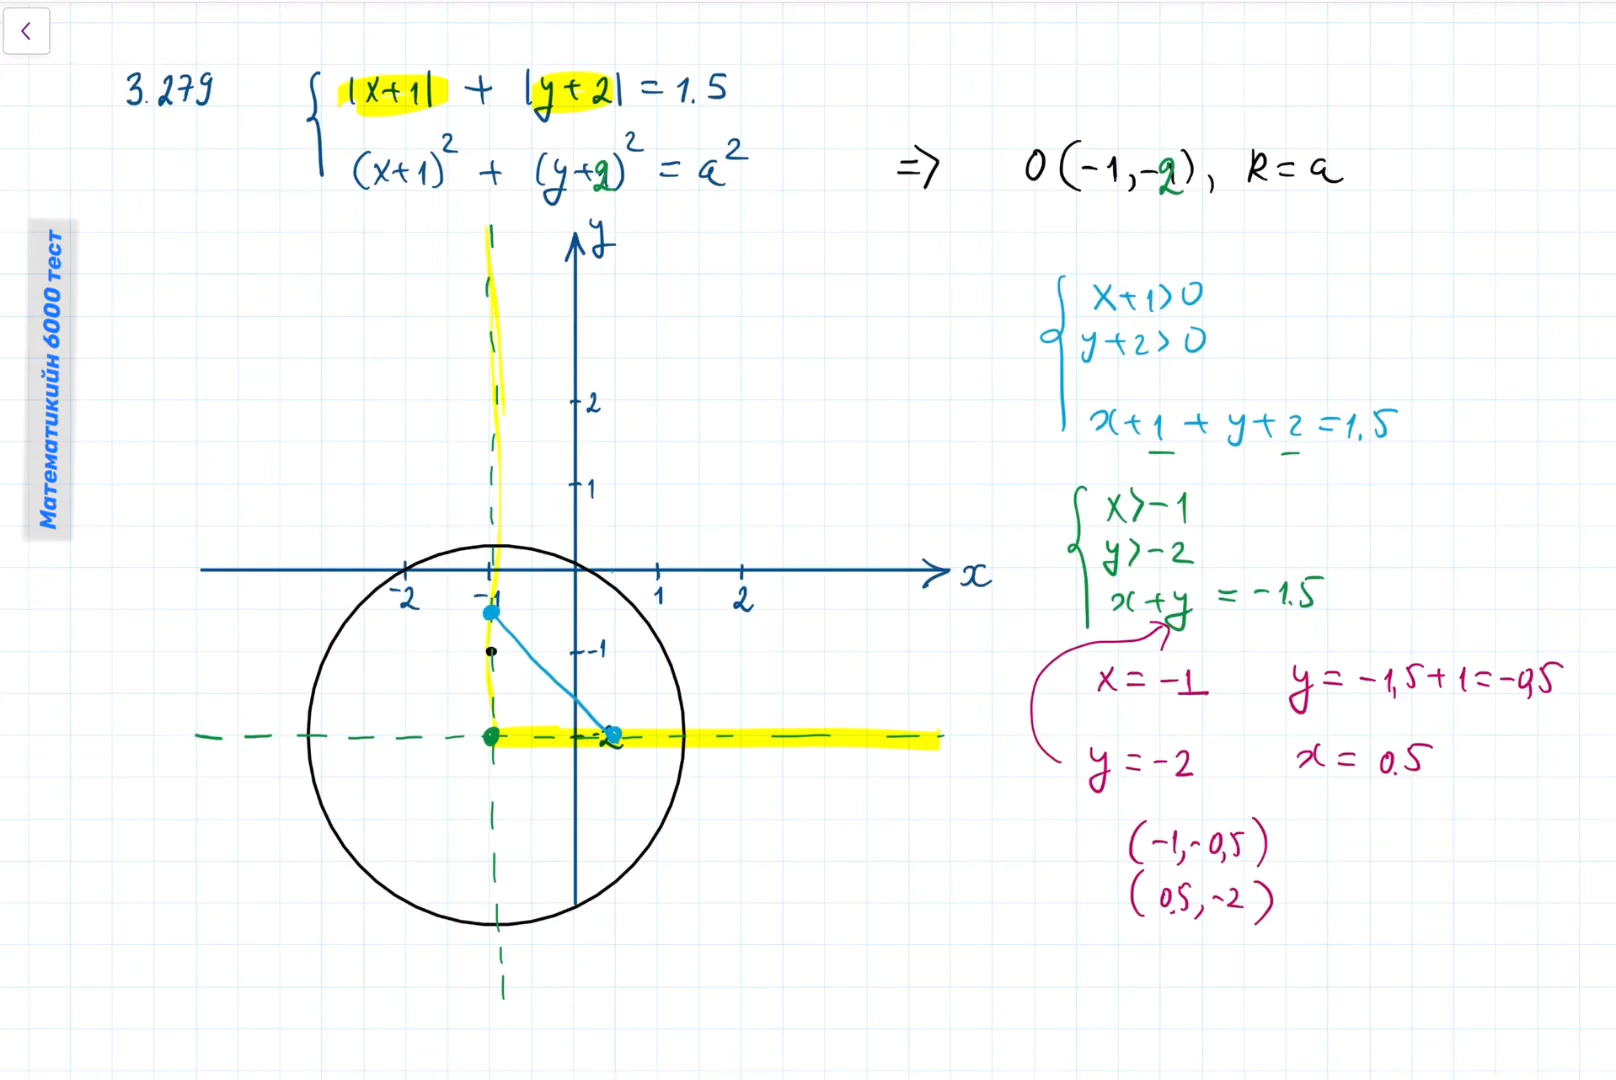 3.279
|x+1| + |y+2| = 1.5
(x+1)² + (y+2)² = a²
=> O(-1,-2), R=a
Математикийн 6000 тест
y
2
1
x
-2 -1 1 2
-1
-2
x+1>0
y+2>0
x+1 + y+2 = 1.5
x>-1
y>-2
x+y = -1.5
x = -1 y = -1,5+1 = -0,5
y = -2 x = 0.5
(-1,-0,5)
(0.5,-2)